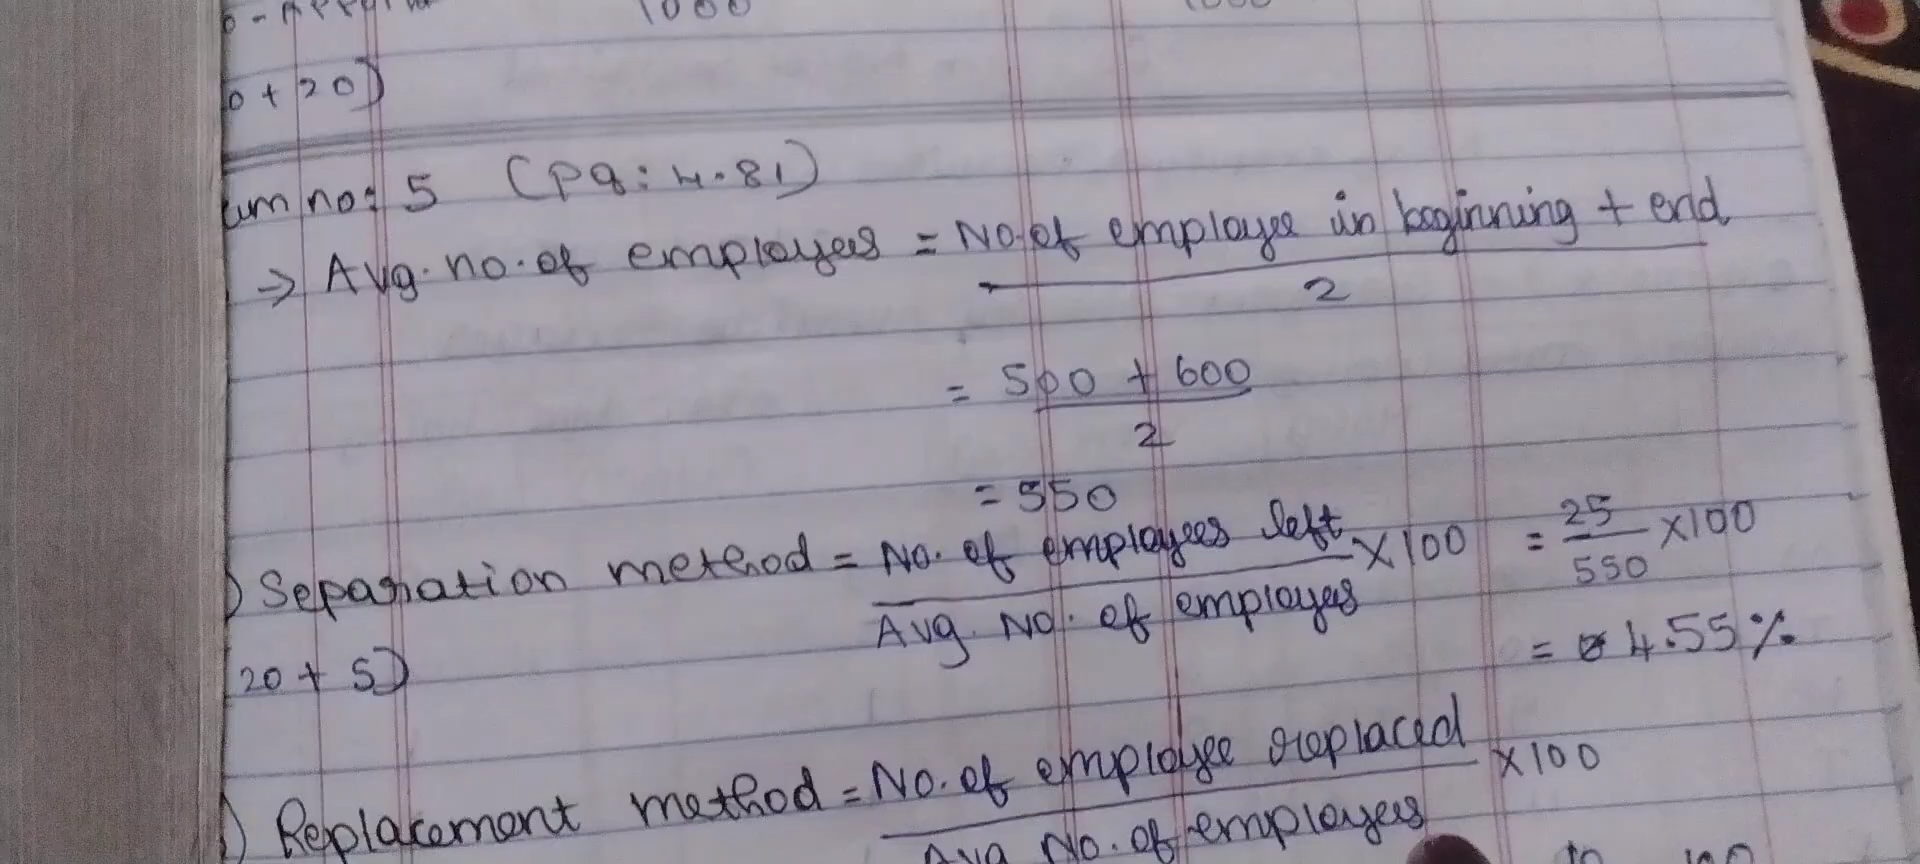 1000
0 + 20)
no: 5 (Pg: 4.81)
→ Avg. no. of employees = No. of employee in beginning + end
2
= 500 + 600
2
= 550
) Separation method = No. of employees left × 100 = 25 × 100
Avg. No. of employees 550
= 4.55%
20 + 5)
) Replacement method = No. of employee replaced × 100
Avg No. of employees